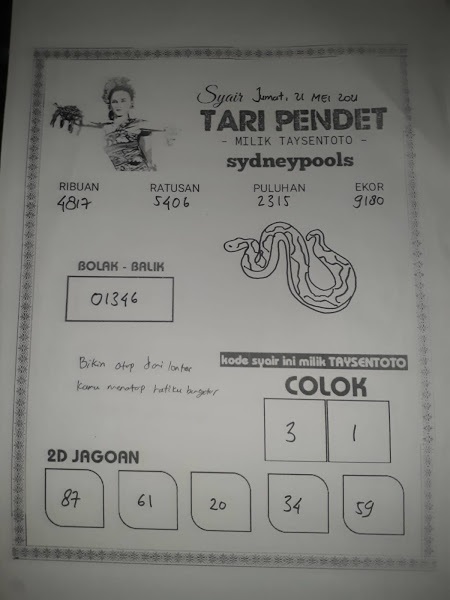 Syair Jumat, 21 MEI 2021
TARI PENDET
- MILIK TAYSENTOTO -
sydneypools
RIBUAN RATUSAN PULUHAN EKOR
4817 5406 2315 9180
BOLAK - BALIK
01346
Bikin atap dari lontar
Kamu menatap hatiku bergetar
kode syair ini milik TAYSENTOTO
COLOK
3 1
2D JAGOAN
87 61 20 34 59